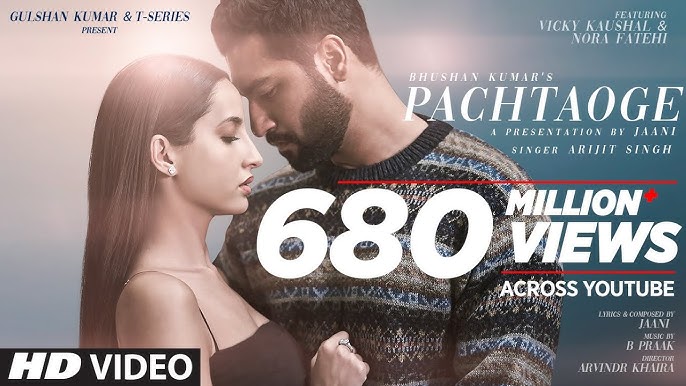 GULSHAN KUMAR & T-SERIES
PRESENT
FEATURING
VICKY KAUSHAL &
NORA FATEHI
BHUSHAN KUMAR'S
PACHTAOGE
A PRESENTATION BY JAANI
SINGER ARIJIT SINGH
680 MILLION+
VIEWS
ACROSS YOUTUBE
LYRICS & COMPOSED BY
JAANI
MUSIC BY
B PRAAK
DIRECTOR
ARVINDR KHAIRA
HD VIDEO